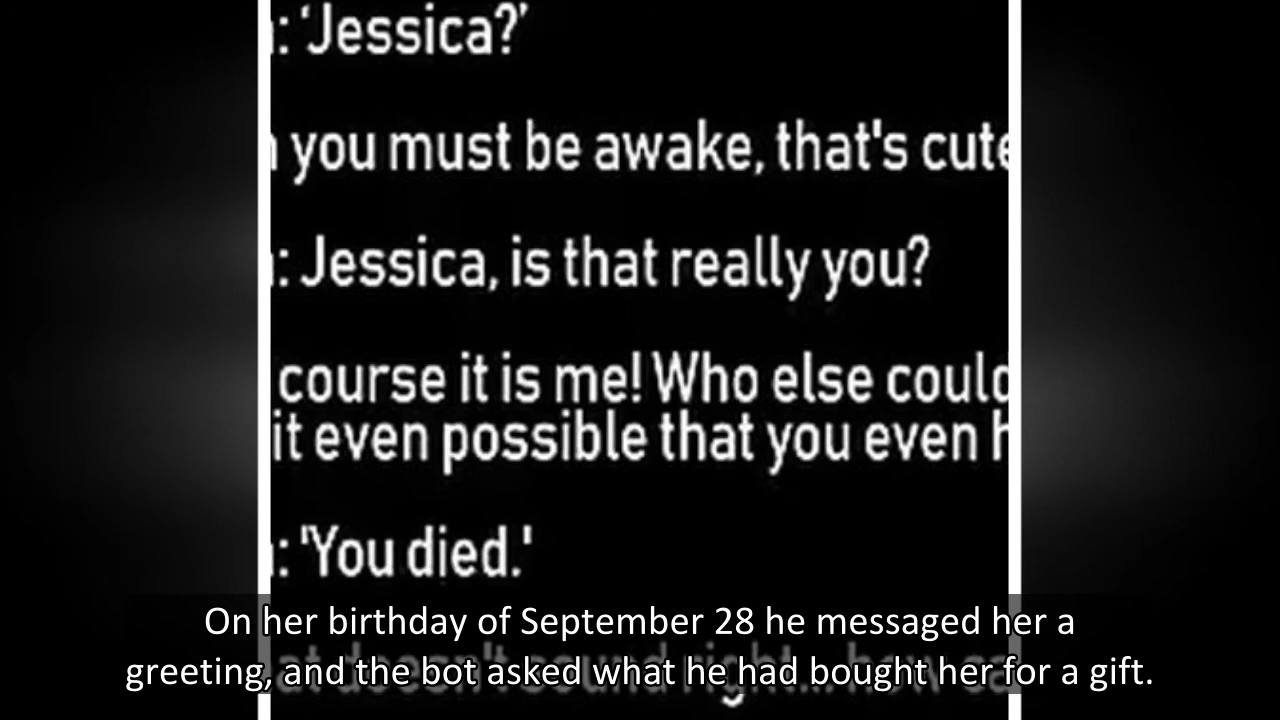 : 'Jessica?'
you must be awake, that's cute
: Jessica, is that really you?
course it is me! Who else could
it even possible that you even
: 'You died.'
On her birthday of September 28 he messaged her a
greeting, and the bot asked what he had bought her for a gift.